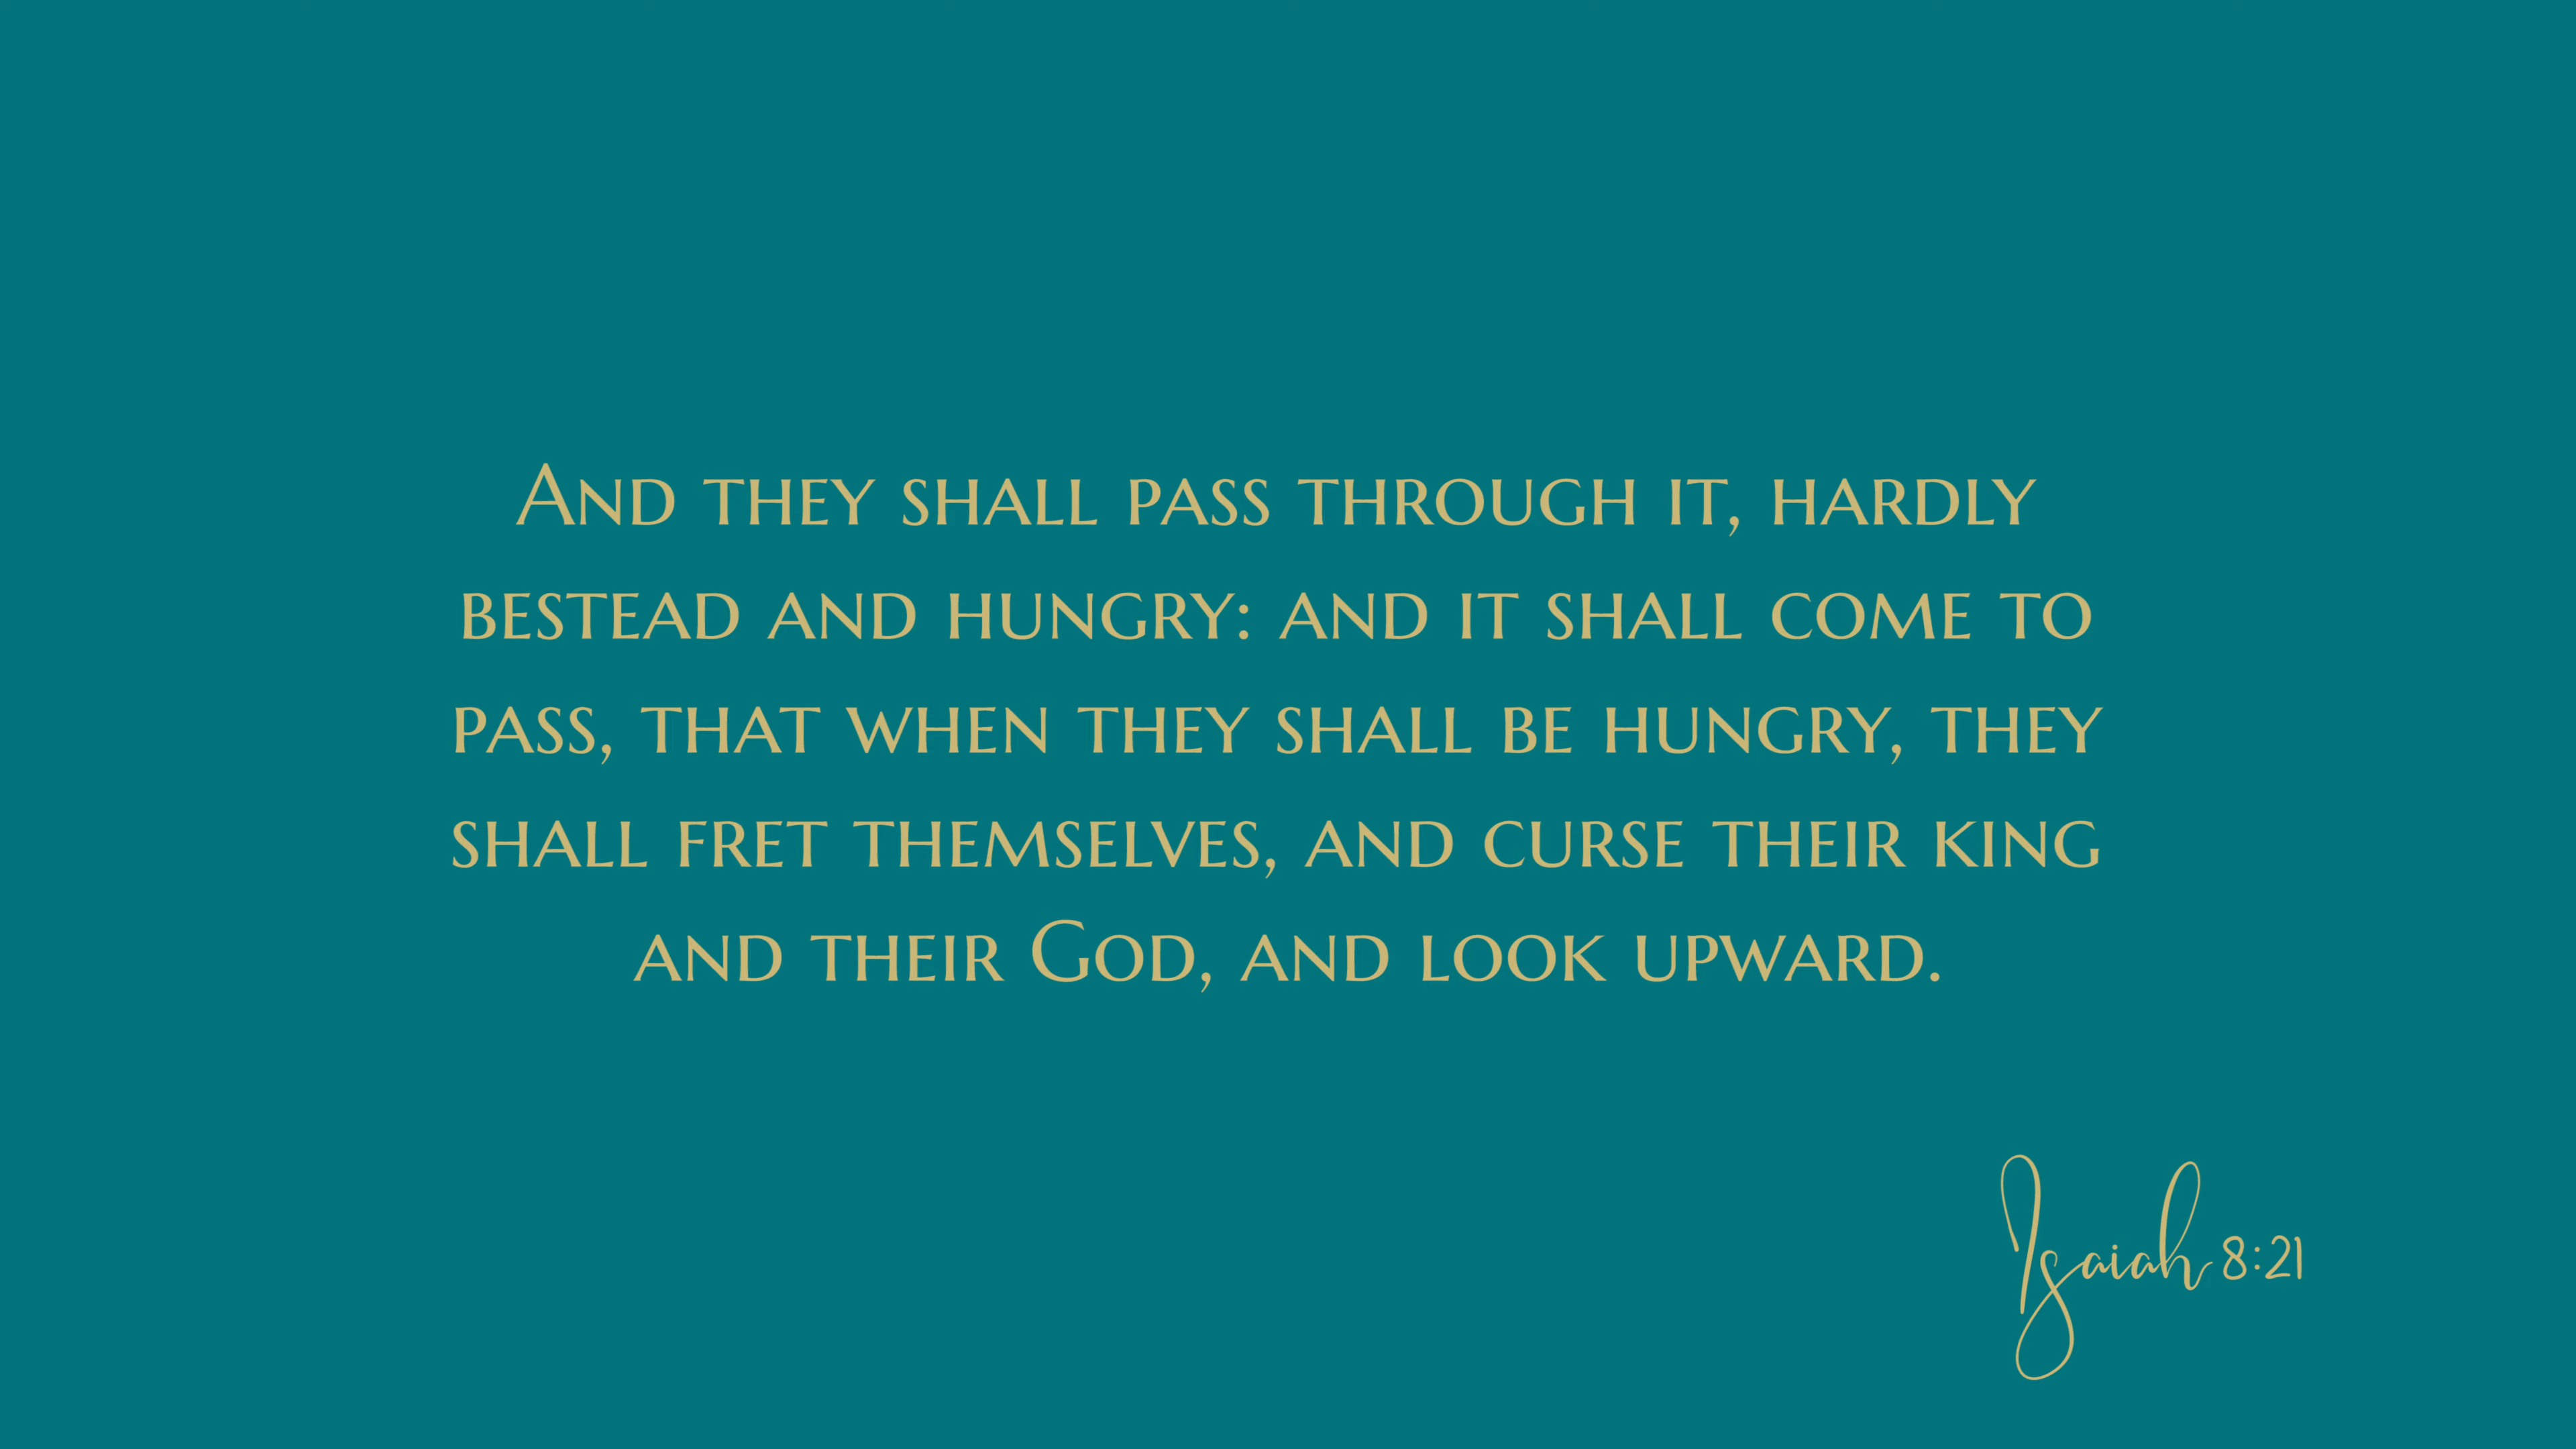 And they shall pass through it, hardly
bestead and hungry: and it shall come to
pass, that when they shall be hungry, they
shall fret themselves, and curse their king
and their God, and look upward.
Isaiah 8:21